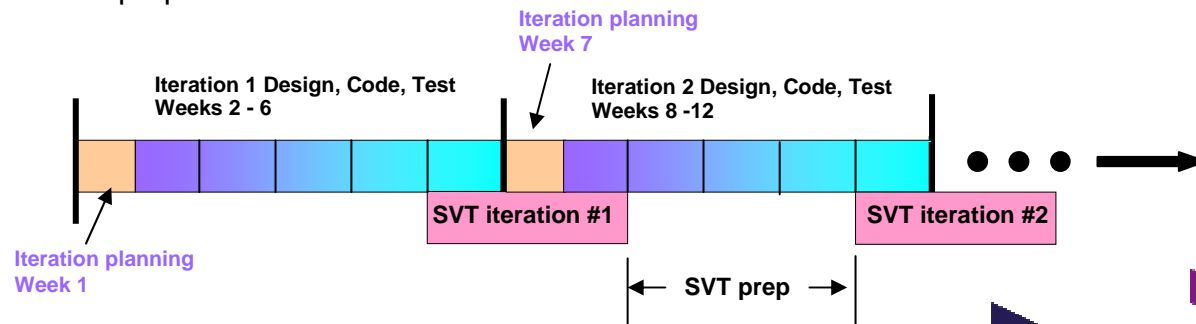 Iteration planning
Week 7
Iteration 1 Design, Code, Test
Weeks 2 - 6
Iteration 2 Design, Code, Test
Weeks 8 -12
SVT iteration #1
SVT iteration #2
Iteration planning
Week 1
SVT prep